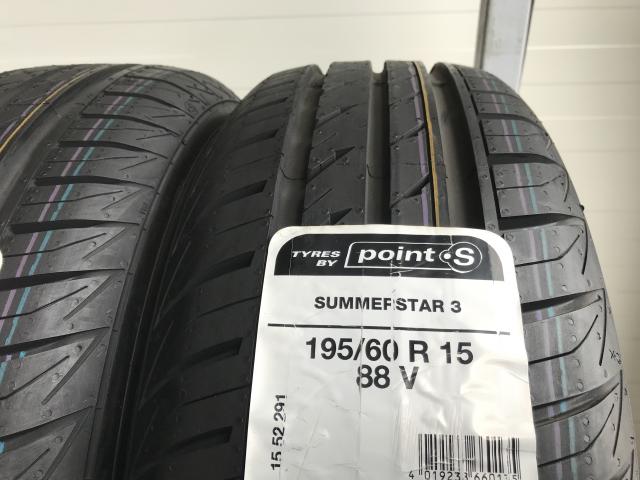 TYRES BY point S
SUMMERSTAR 3
195/60 R 15
88 V
15 52 291
4 019233 660115